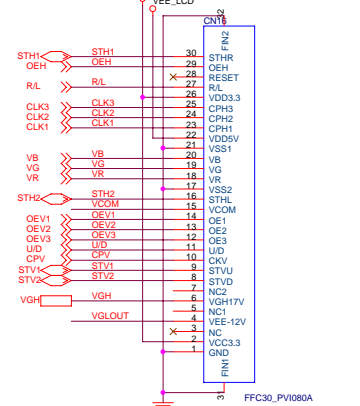 VEE_LCD
CN16
32
FIN2
STH1 STH1 30 STHR
OEH OEH 29 OEH
28 RESET
R/L R/L 27 R/L
26 VDD3.3
CLK3 CLK3 25 CPH3
CLK2 CLK2 24 CPH2
CLK1 CLK1 23 CPH1
22 VDD5V
21 VSS1
VB VB 20 VB
VG VG 19 VG
VR VR 18 VR
17 VSS2
STH2 STH2 16 STHL
VCOM 15 VCOM
OEV1 OEV1 14 OE1
OEV2 OEV2 13 OE2
OEV3 OEV3 12 OE3
U/D U/D 11 U/D
CPV CPV 10 CKV
STV1 STV1 9 STVU
STV2 STV2 8 STVD
7 NC2
VGH VGH 6 VGH17V
5 NC1
VGLOUT 4 VEE-12V
3 NC
2 VCC3.3
1 GND
FIN1
31
FFC30_PVI080A